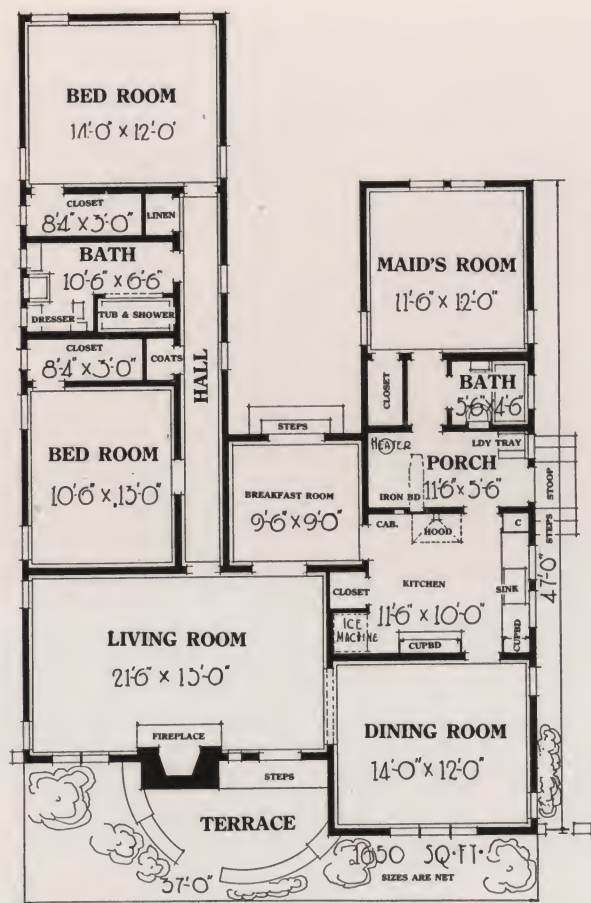 BED ROOM
14'-0" x 12'-0"
CLOSET
8'-4" x 3'-0"
LINEN
BATH
10'-6" x 6'-6"
DRESSER
TUB & SHOWER
CLOSET
8'-4" x 3'-0"
COATS
HALL
BED ROOM
10'-6" x 13'-0"
MAID'S ROOM
11'-6" x 12'-0"
CLOSET
BATH
5'-6" x 4'-6"
STEPS
HEATER
LDY TRAY
PORCH
IRON BD
11'-6" x 5'-6"
STOOP
STEPS
47'-0"
BREAKFAST ROOM
9'-6" x 9'-0"
CAB.
HOOD
C
KITCHEN
CLOSET
SINK
11'-6" x 10'-0"
ICE
MACHINE
CUPBD
CUPBD
LIVING ROOM
21'-6" x 13'-0"
FIREPLACE
STEPS
DINING ROOM
14'-0" x 12'-0"
TERRACE
37'-0"
1650 SQ·FT·
SIZES ARE NET